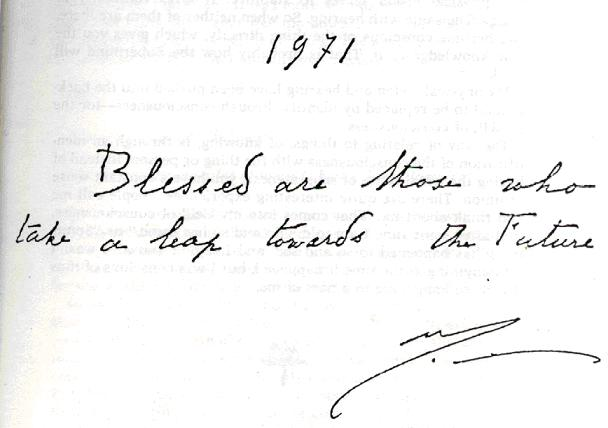 1971
Blessed are those who
take a leap towards the Future